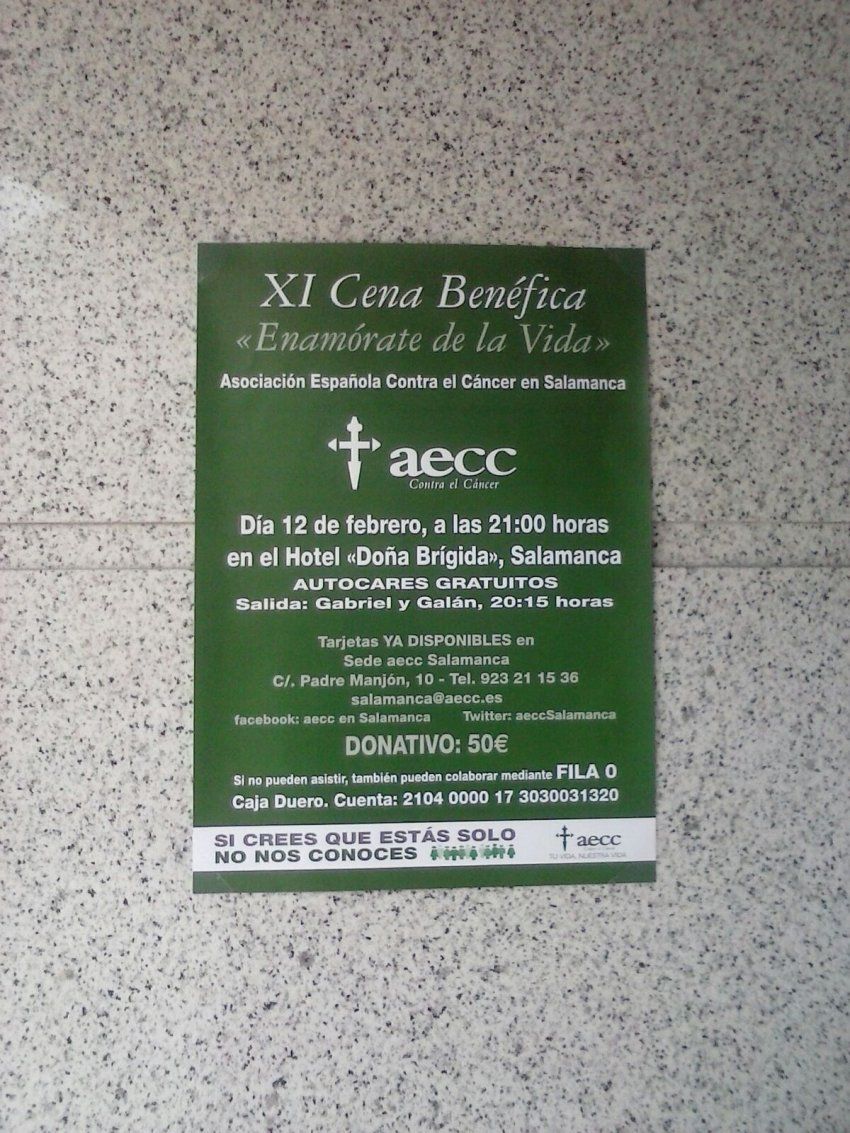 XI Cena Benéfica
«Enamórate de la Vida»
Asociación Española Contra el Cáncer en Salamanca
aecc
Contra el Cáncer
Día 12 de febrero, a las 21:00 horas
en el Hotel «Doña Brígida», Salamanca
AUTOCARES GRATUITOS
Salida: Gabriel y Galán, 20:15 horas
Tarjetas YA DISPONIBLES en
Sede aecc Salamanca
C/. Padre Manjón, 10 - Tel. 923 21 15 36
salamanca@aecc.es
facebook: aecc en Salamanca Twitter: aeccSalamanca
DONATIVO: 50€
Si no pueden asistir, también pueden colaborar mediante FILA 0
Caja Duero. Cuenta: 2104 0000 17 3030031320
SI CREES QUE ESTÁS SOLO
NO NOS CONOCES
aecc
TU VIDA, NUESTRA VIDA